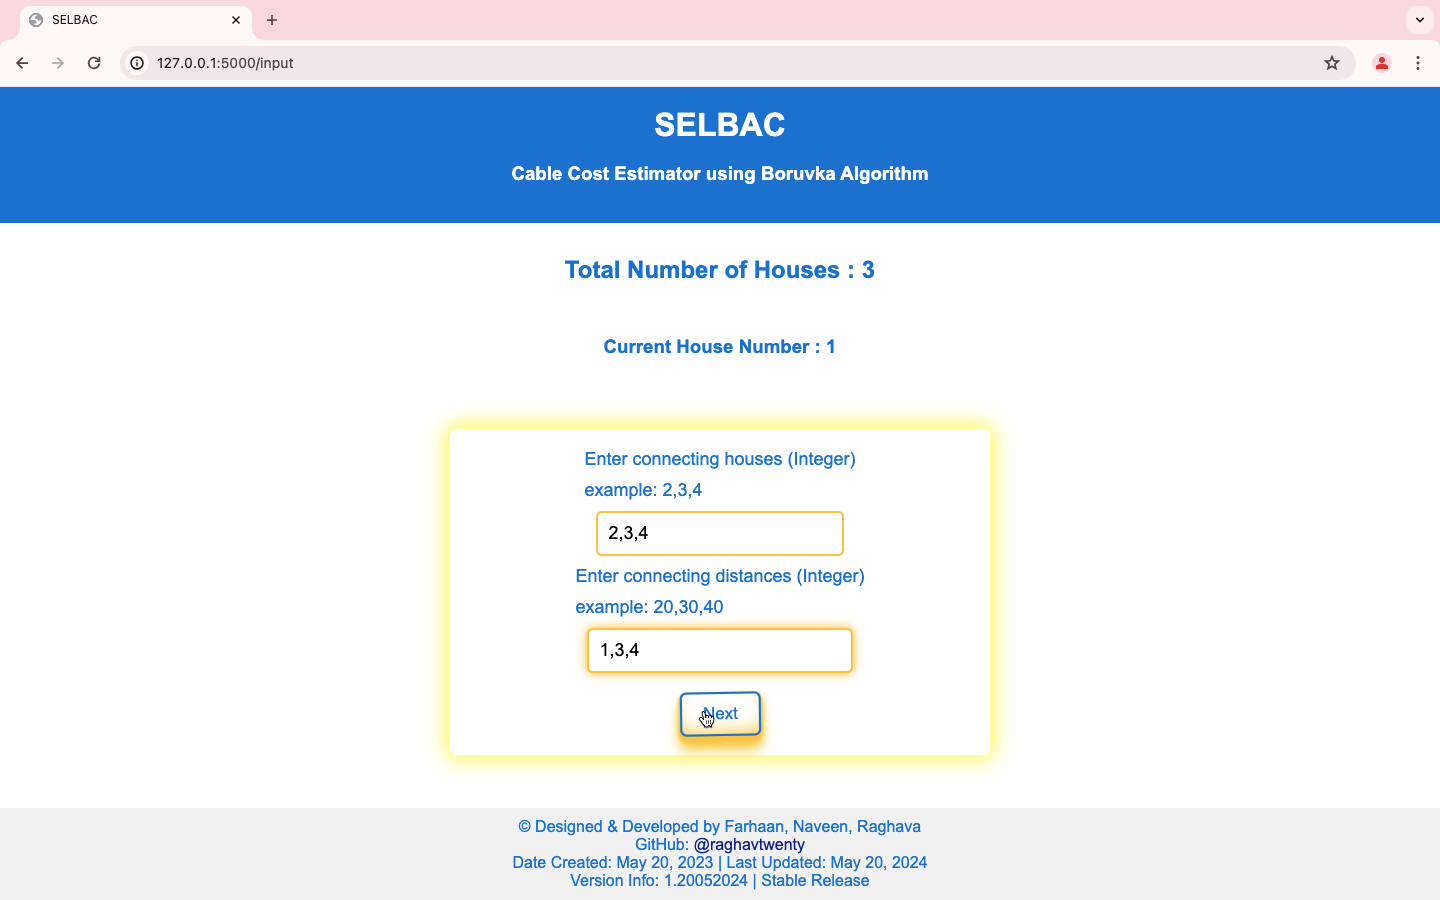 SELBAC
127.0.0.1:5000/input
SELBAC
Cable Cost Estimator using Boruvka Algorithm
Total Number of Houses : 3
Current House Number : 1
Enter connecting houses (Integer)
example: 2,3,4
2,3,4
Enter connecting distances (Integer)
example: 20,30,40
1,3,4
Next
© Designed & Developed by Farhaan, Naveen, Raghava
GitHub: @raghavtwenty
Date Created: May 20, 2023 | Last Updated: May 20, 2024
Version Info: 1.20052024 | Stable Release